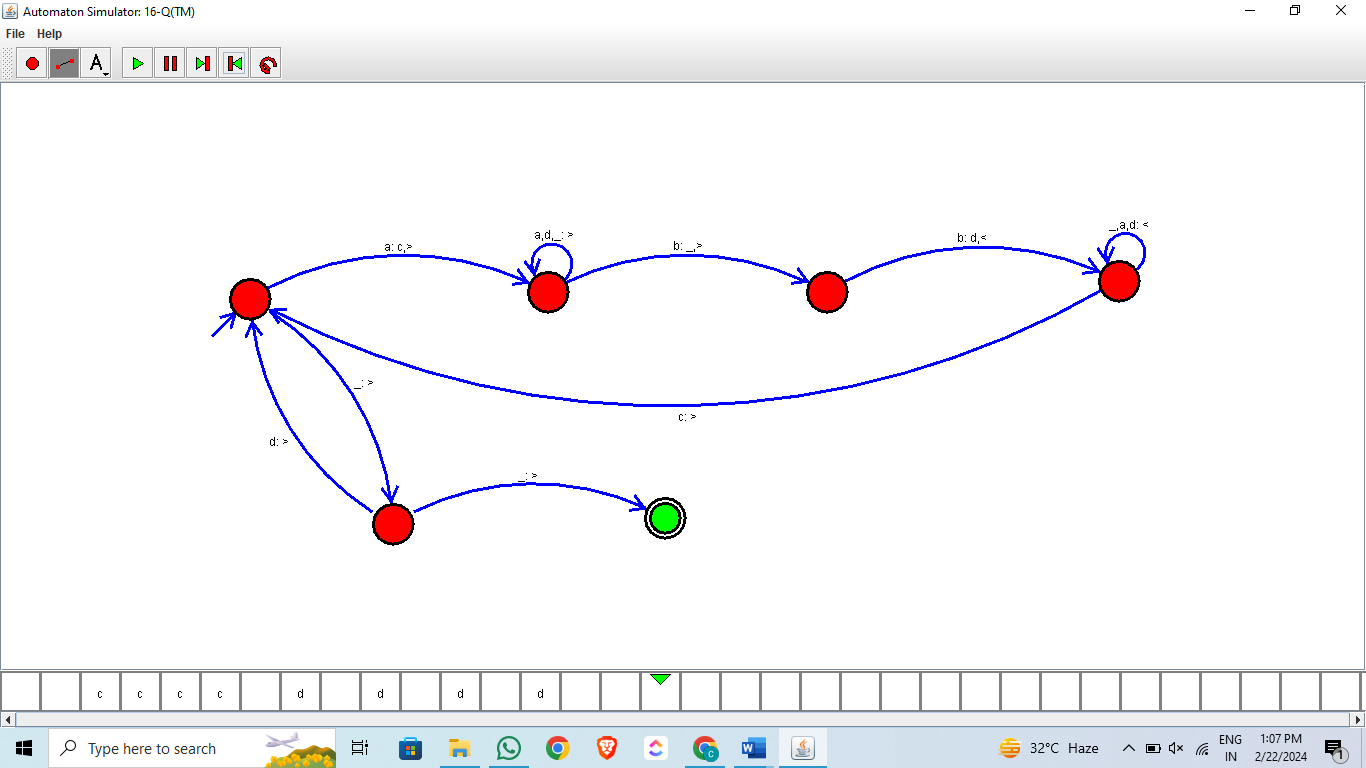 Automaton Simulator: 16-Q(TM)
File Help
A
a,d,_: >
_,a,d: <
a: c,>
b: _,>
b: d,<
_: >
c: >
d: >
_: >
c c c c d d d d
Type here to search
32°C Haze
ENG
IN
1:07 PM
2/22/2024
1